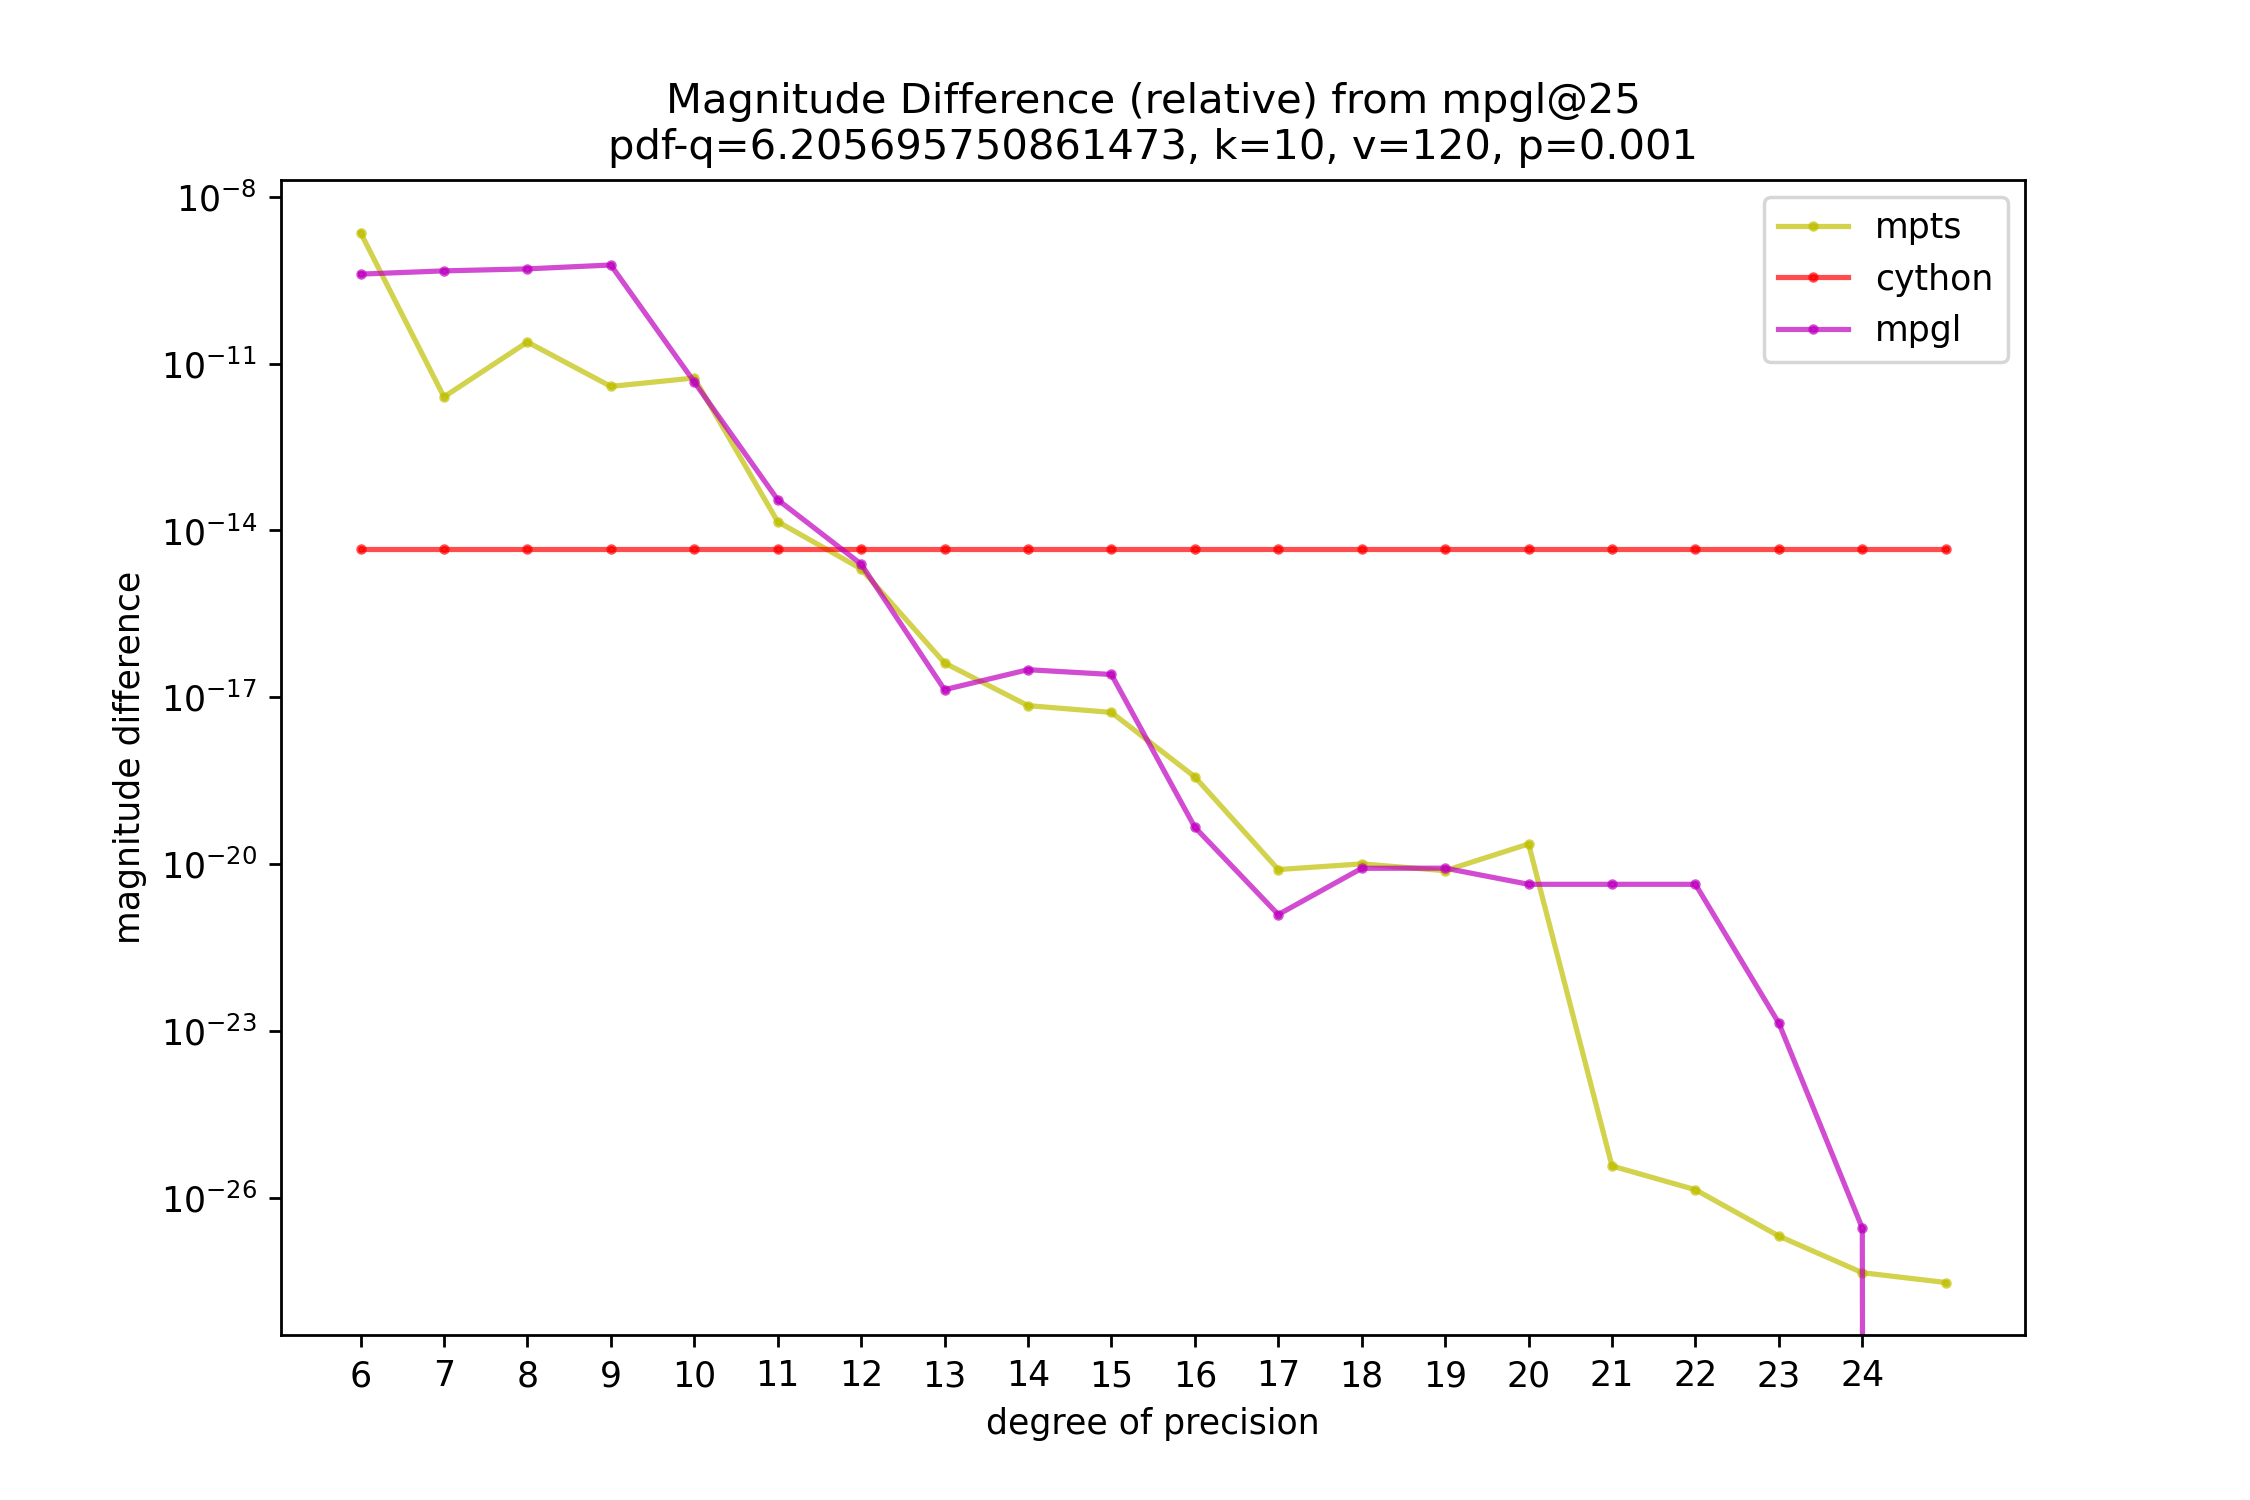 Magnitude Difference (relative) from mpgl@25
pdf-q=6.205695750861473, k=10, v=120, p=0.001
mpts
cython
mpgl
magnitude difference
10⁻⁸
10⁻¹¹
10⁻¹⁴
10⁻¹⁷
10⁻²⁰
10⁻²³
10⁻²⁶
6 7 8 9 10 11 12 13 14 15 16 17 18 19 20 21 22 23 24
degree of precision